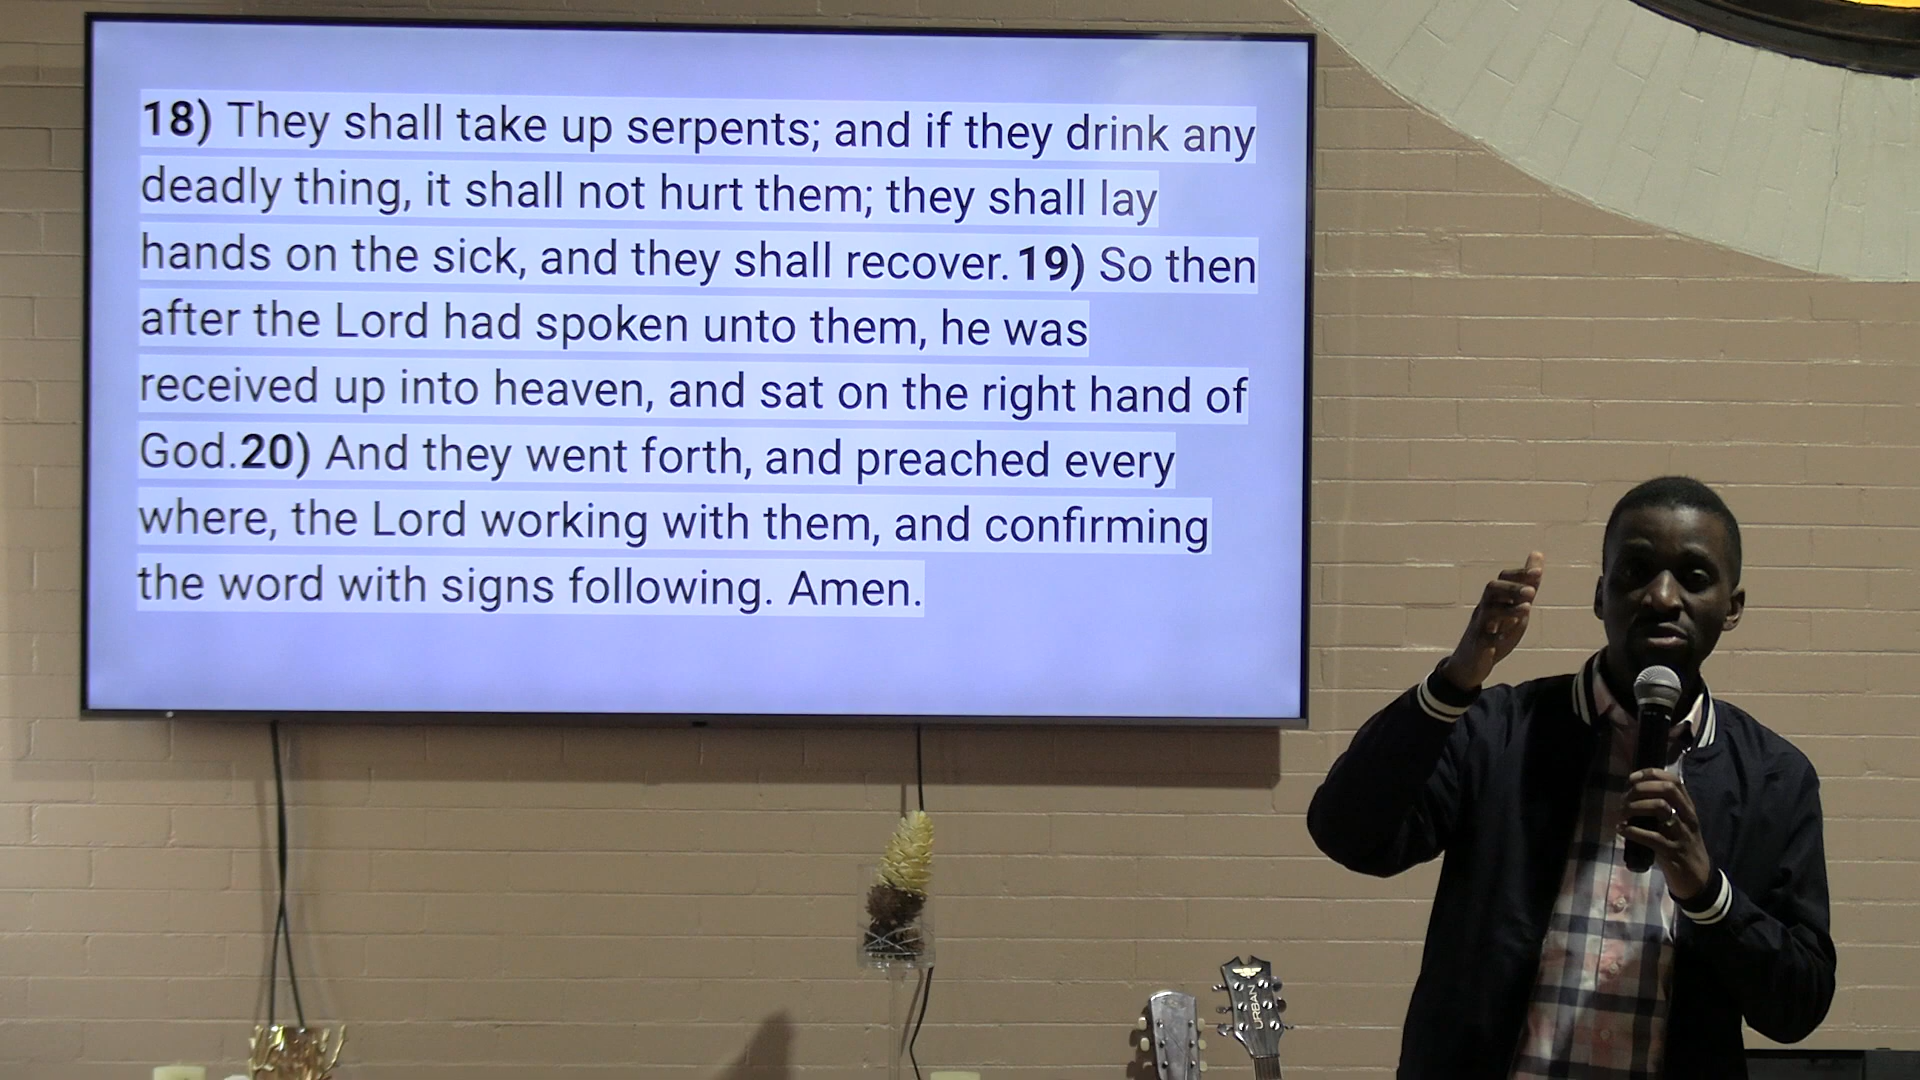 18) They shall take up serpents; and if they drink any
deadly thing, it shall not hurt them; they shall lay
hands on the sick, and they shall recover. 19) So then
after the Lord had spoken unto them, he was
received up into heaven, and sat on the right hand of
God.20) And they went forth, and preached every
where, the Lord working with them, and confirming
the word with signs following. Amen.
URBAN